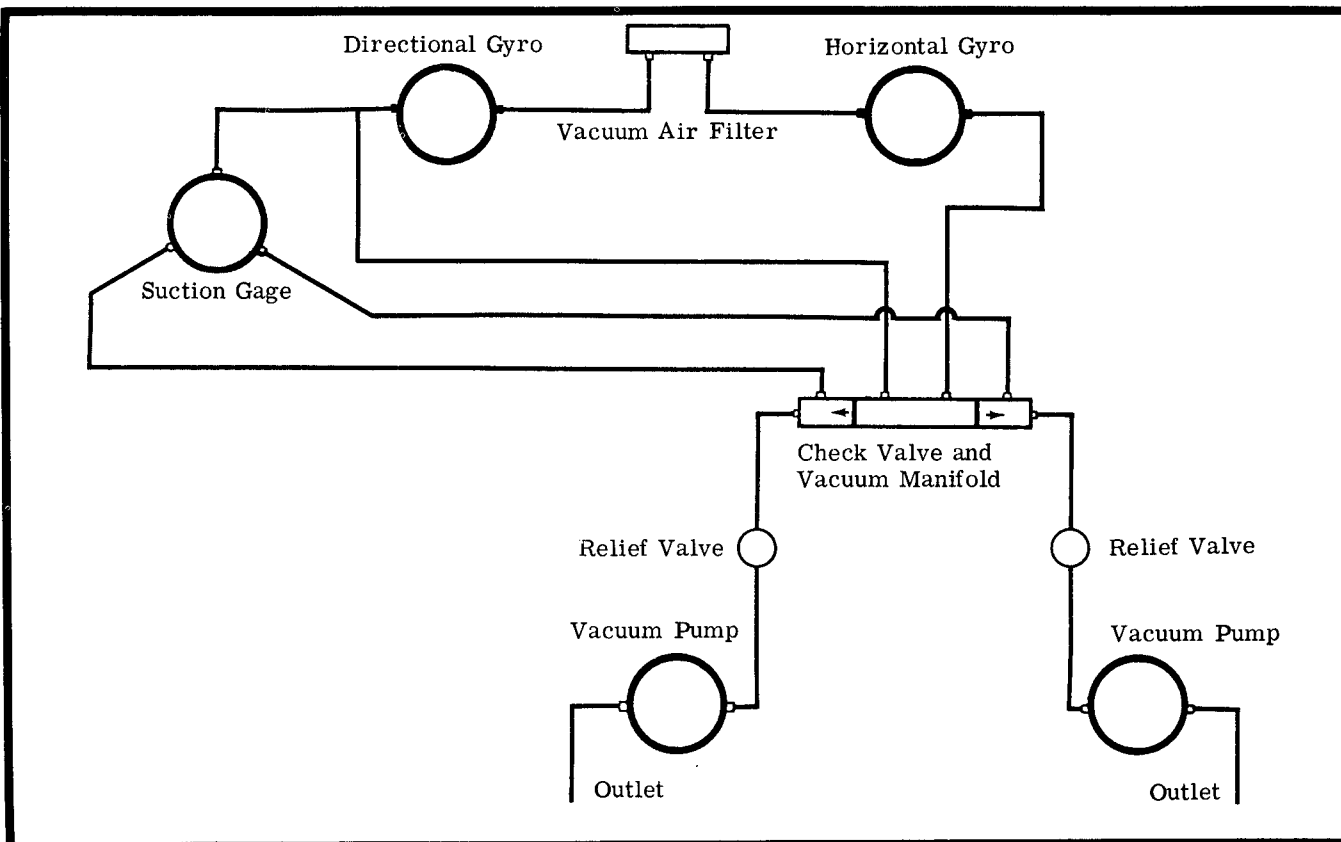 Directional Gyro
Horizontal Gyro
Vacuum Air Filter
Suction Gage
Check Valve and
Vacuum Manifold
Relief Valve
Relief Valve
Vacuum Pump
Vacuum Pump
Outlet
Outlet